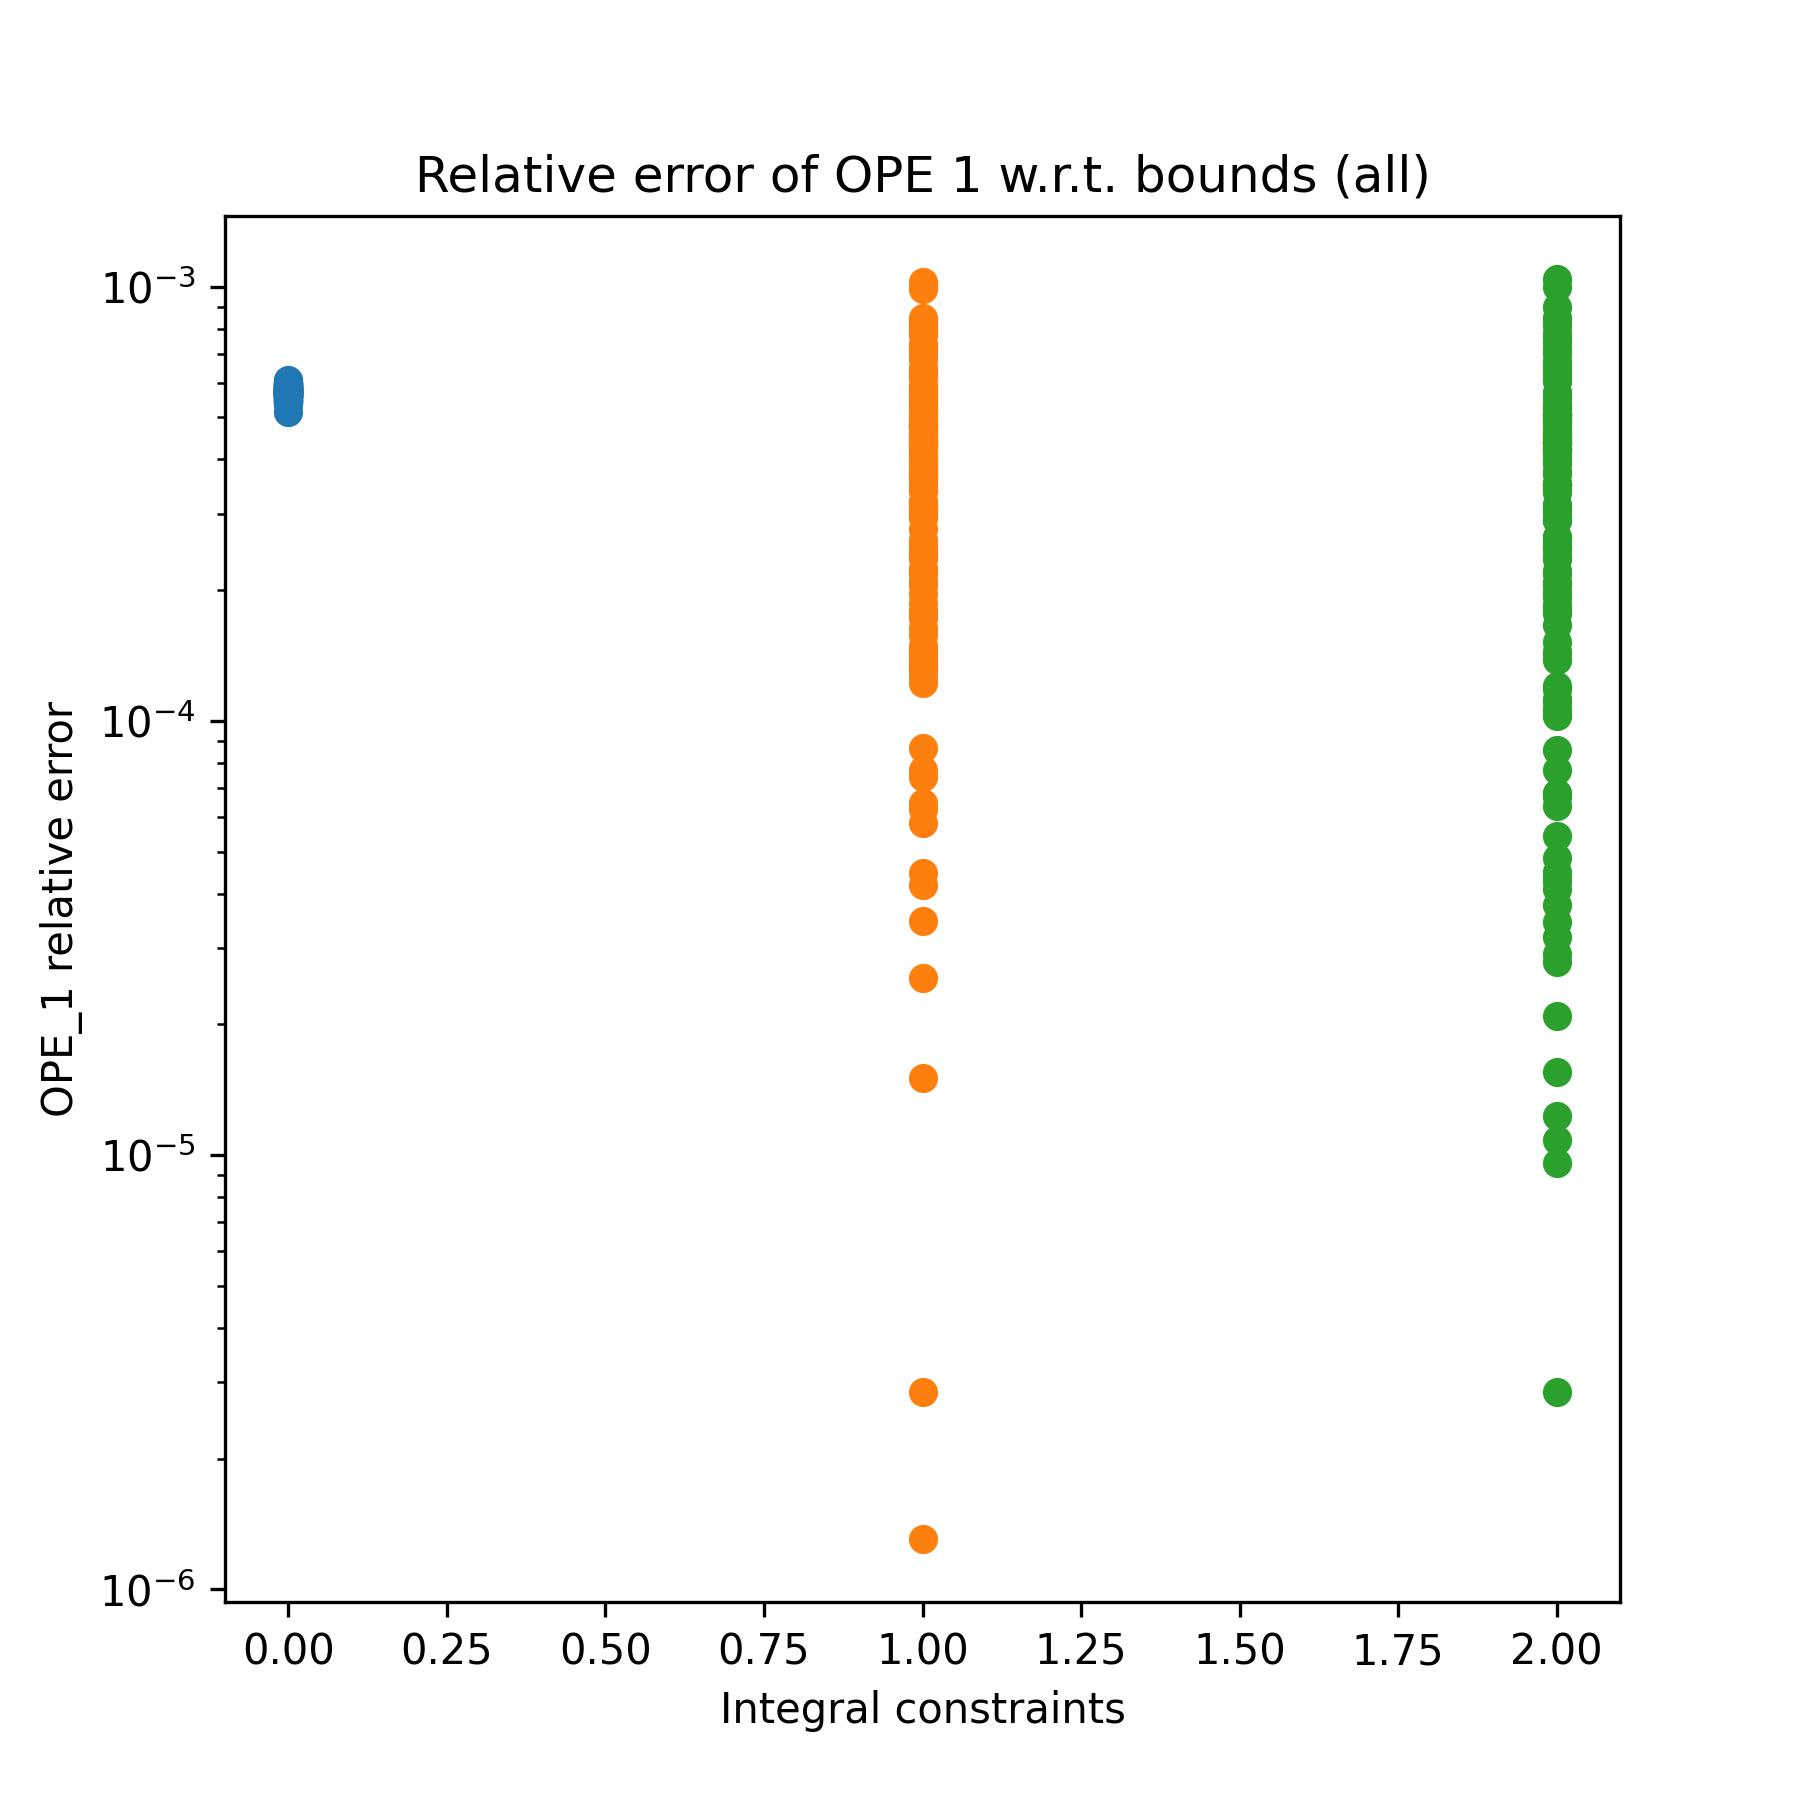 Relative error of OPE 1 w.r.t. bounds (all)
OPE_1 relative error
10⁻³
10⁻⁴
10⁻⁵
10⁻⁶
0.00 0.25 0.50 0.75 1.00 1.25 1.50 1.75 2.00
Integral constraints